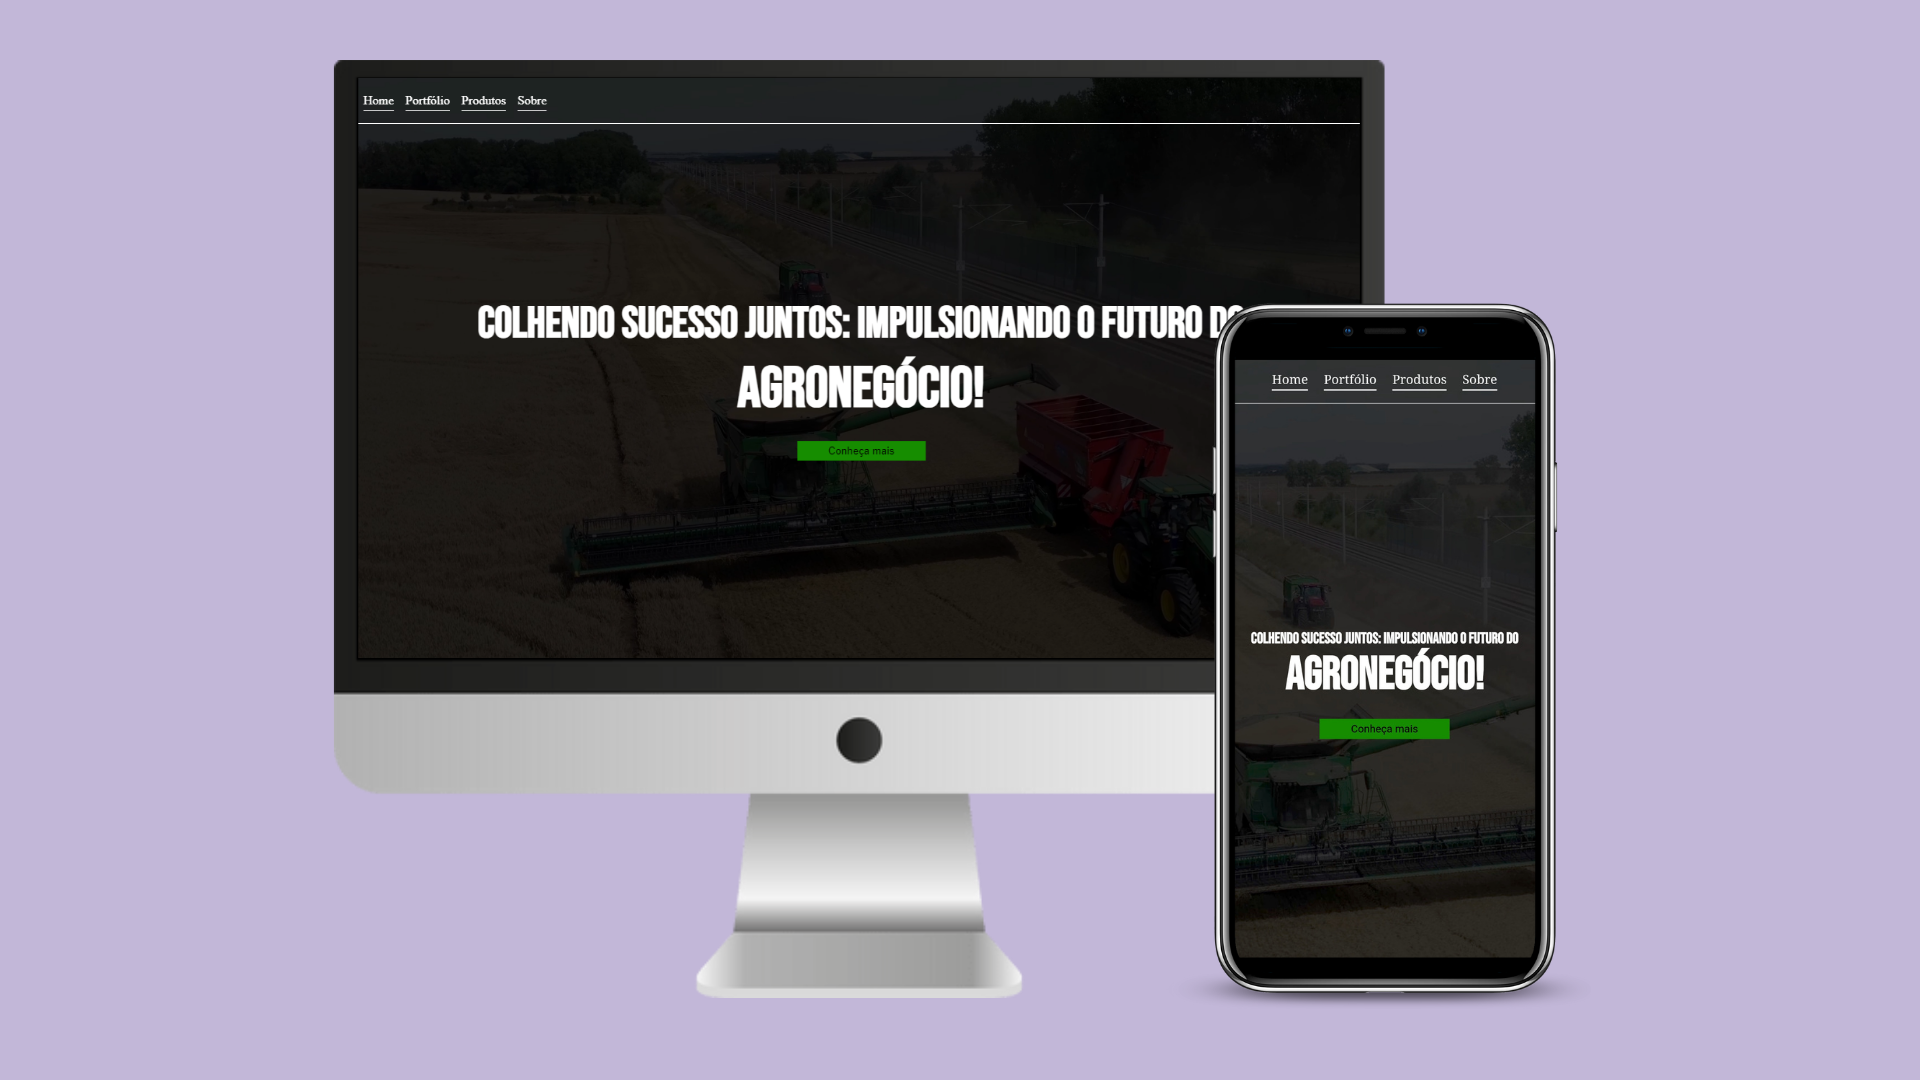 Home Portfólio Produtos Sobre
COLHENDO SUCESSO JUNTOS: IMPULSIONANDO O FUTURO DO
AGRONEGÓCIO!
Conheça mais
Home Portfólio Produtos Sobre
COLHENDO SUCESSO JUNTOS: IMPULSIONANDO O FUTURO DO
AGRONEGÓCIO!
Conheça mais